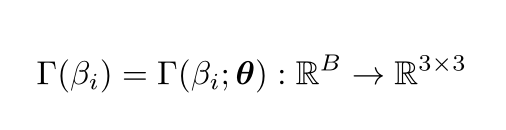 Γ(β_i) = Γ(β_i; **θ**) : ℝ^B → ℝ^{3×3}